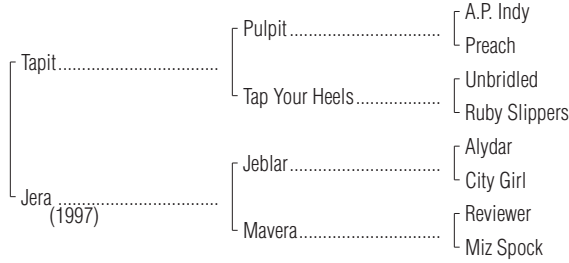 A.P. Indy
Pulpit
Preach
Tapit
Unbridled
Tap Your Heels
Ruby Slippers
Alydar
Jeblar
City Girl
Jera
(1997)
Reviewer
Mavera
Miz Spock